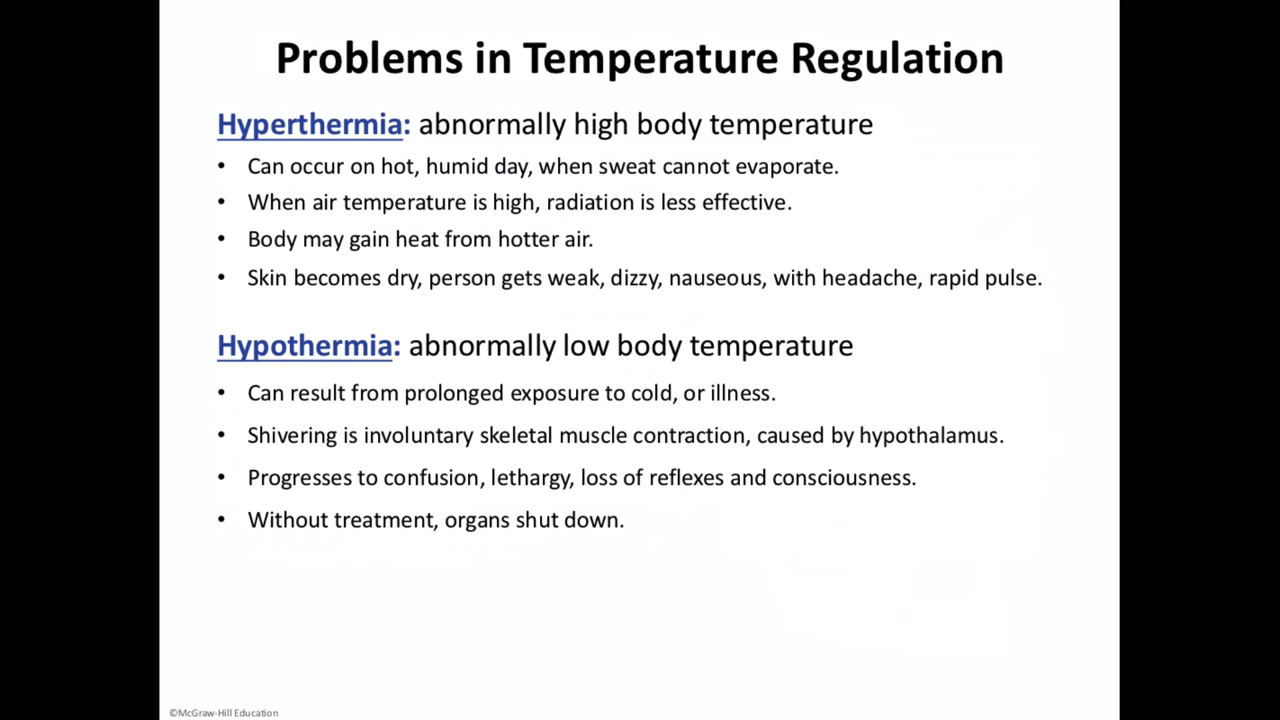 Problems in Temperature Regulation
Hyperthermia: abnormally high body temperature
• Can occur on hot, humid day, when sweat cannot evaporate.
• When air temperature is high, radiation is less effective.
• Body may gain heat from hotter air.
• Skin becomes dry, person gets weak, dizzy, nauseous, with headache, rapid pulse.
Hypothermia: abnormally low body temperature
• Can result from prolonged exposure to cold, or illness.
• Shivering is involuntary skeletal muscle contraction, caused by hypothalamus.
• Progresses to confusion, lethargy, loss of reflexes and consciousness.
• Without treatment, organs shut down.
©McGraw-Hill Education